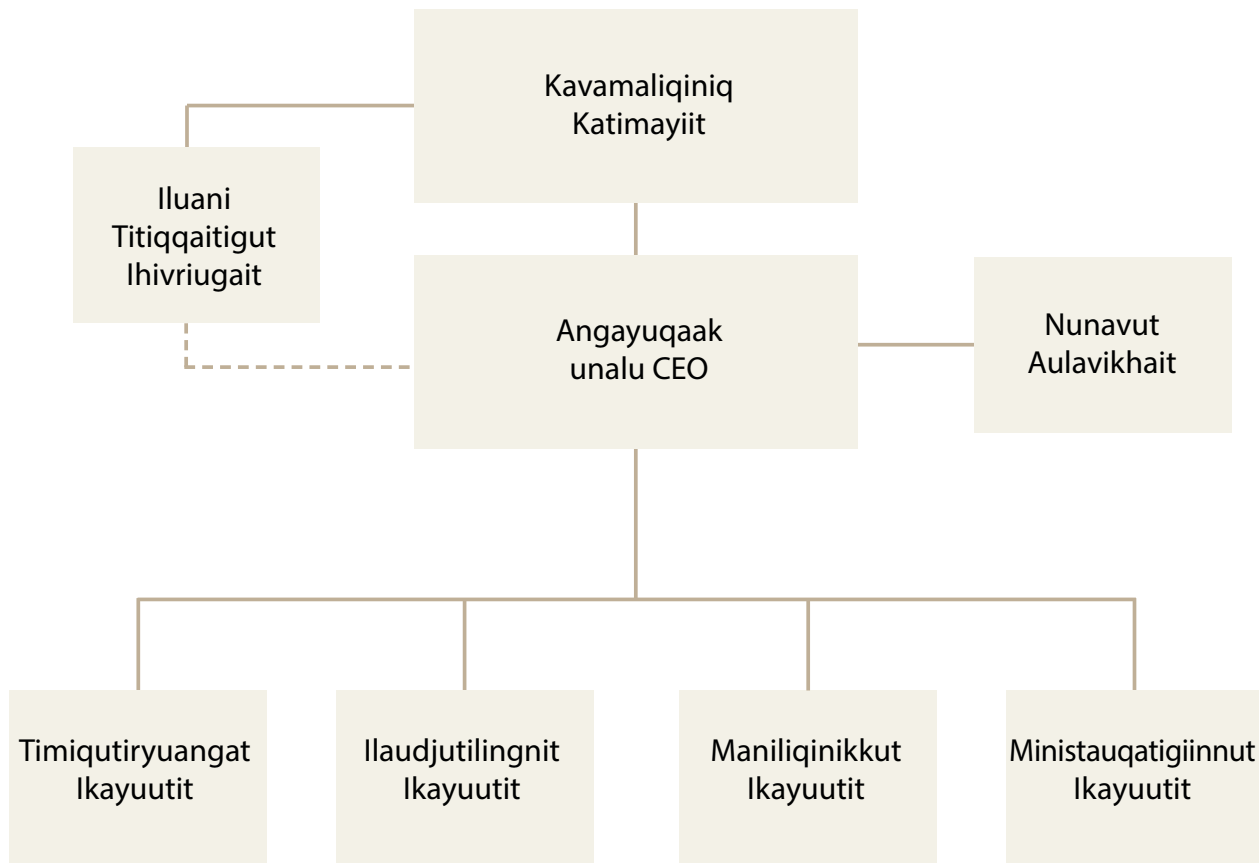 Kavamaliqiniq
Katimayiit
Iluani
Titiqqaitigut
Ihivriugait
Angayuqaak
unalu CEO
Nunavut
Aulavikhait
Timiqutiryuangat
Ikayuutit
Ilaudjutilingnit
Ikayuutit
Maniliqinikkut
Ikayuutit
Ministauqatigiinnut
Ikayuutit